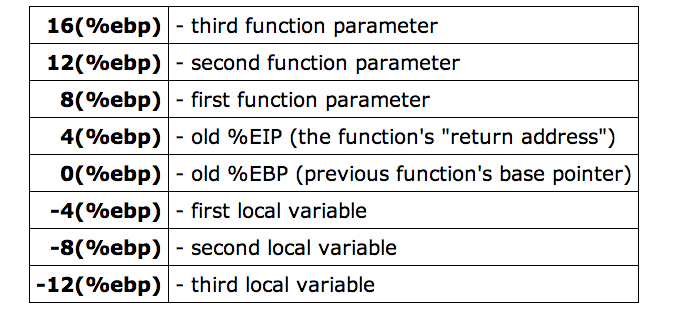 16(%ebp) - third function parameter
12(%ebp) - second function parameter
8(%ebp) - first function parameter
4(%ebp) - old %EIP (the function's "return address")
0(%ebp) - old %EBP (previous function's base pointer)
-4(%ebp) - first local variable
-8(%ebp) - second local variable
-12(%ebp) - third local variable